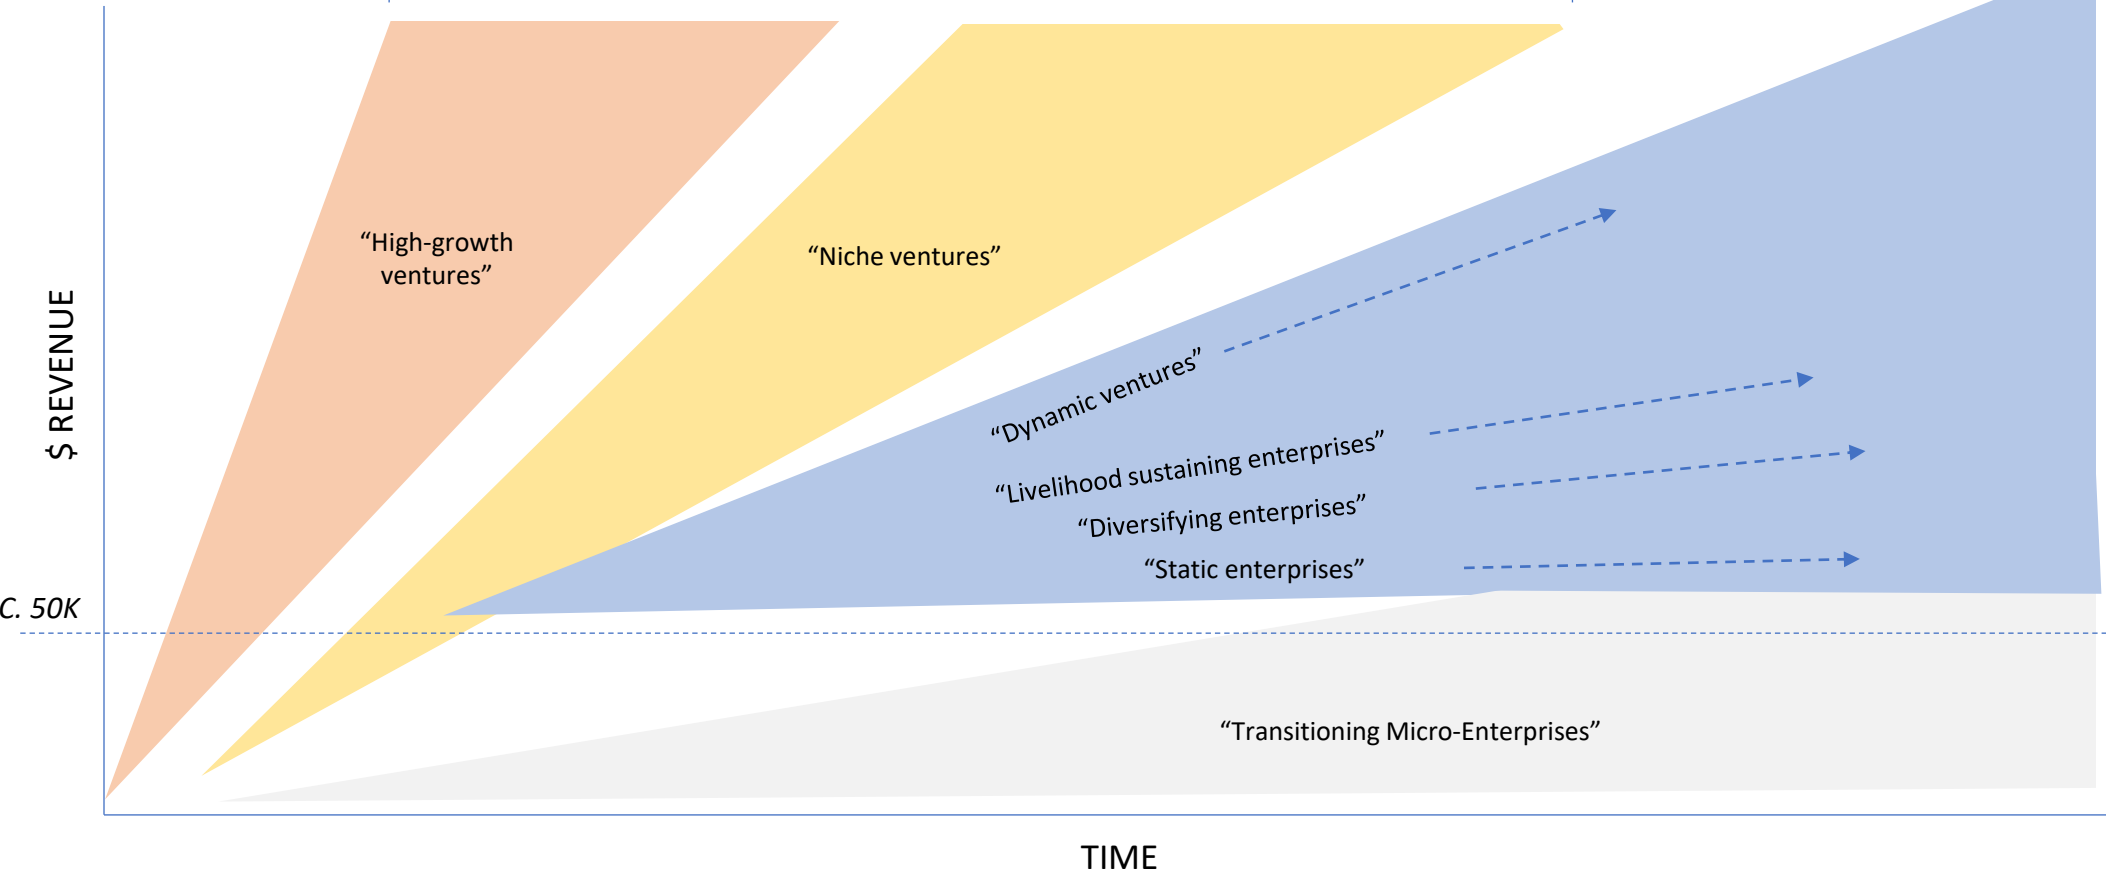 “High-growth
ventures”
“Niche ventures”
$ REVENUE
“Dynamic ventures”
“Livelihood sustaining enterprises”
“Diversifying enterprises”
“Static enterprises”
C. 50K
“Transitioning Micro-Enterprises”
TIME